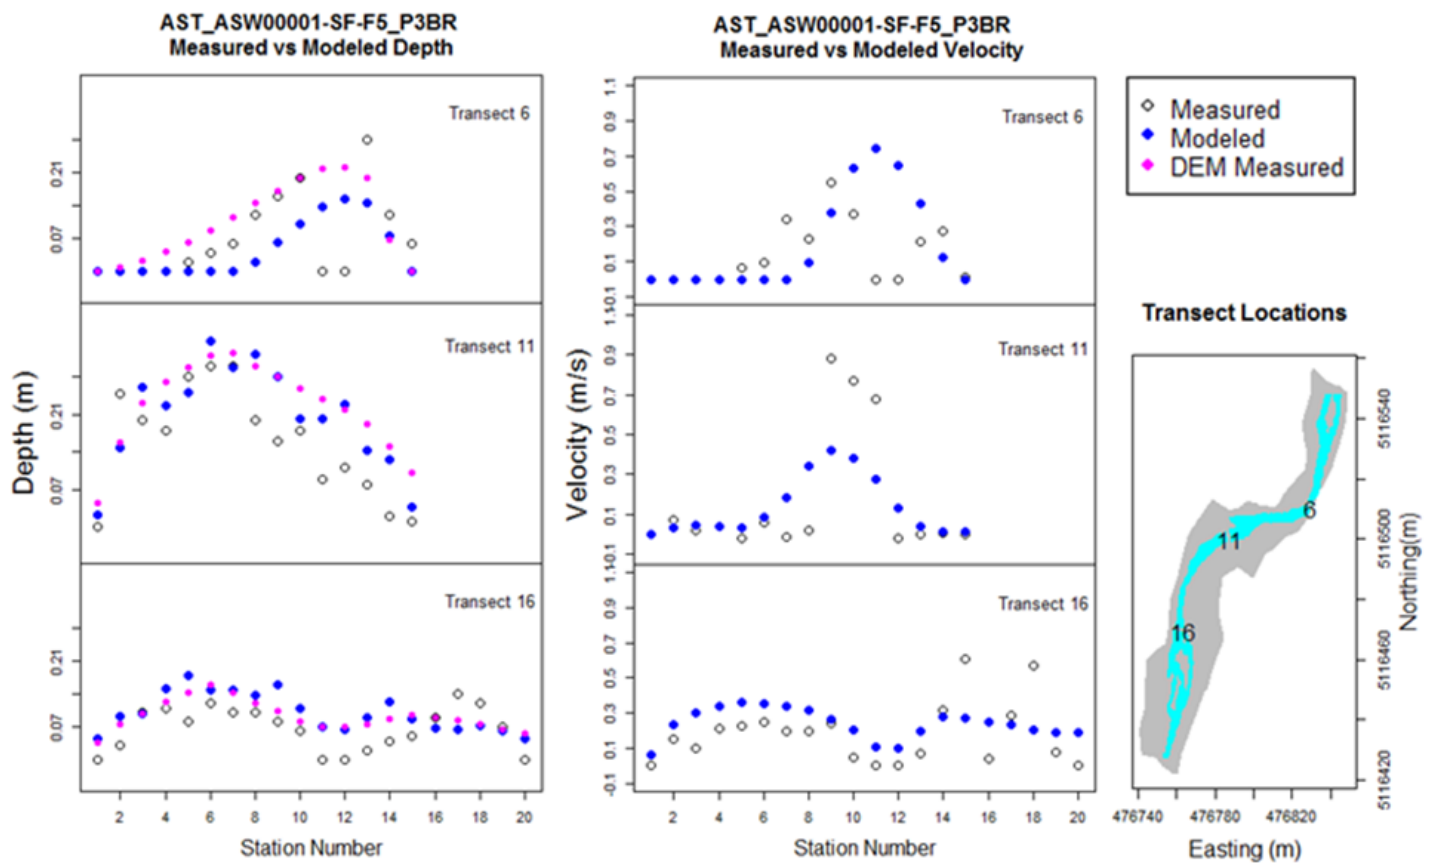 AST_ASW00001-SF-F5_P3BR
Measured vs Modeled Depth
Transect 6
0.21
0.07
Transect 11
0.21
0.07
Transect 16
0.21
0.07
Depth (m)
2 4 6 8 10 12 14 16 18 20
Station Number
AST_ASW00001-SF-F5_P3BR
Measured vs Modeled Velocity
Transect 6
1.1
0.9
0.7
0.5
0.3
0.1
Transect 11
0.9
0.7
0.5
0.3
0.1
Transect 16
1.1
0.9
0.7
0.5
0.3
0.1
-0.1
Velocity (m/s)
2 4 6 8 10 12 14 16 18 20
Station Number
Measured
Modeled
DEM Measured
Transect Locations
6
11
16
5116540
5116500
5116460
5116420
Northing(m)
476740 476780 476820
Easting (m)